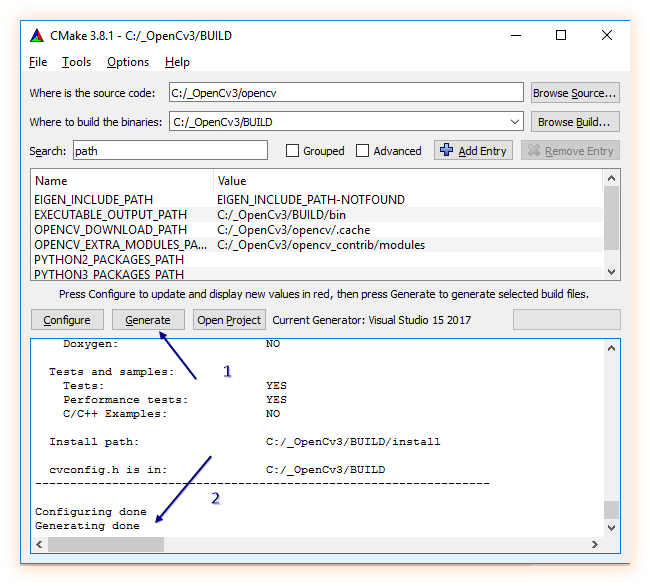 CMake 3.8.1 - C:/_OpenCv3/BUILD
File Tools Options Help
Where is the source code: C:/_OpenCv3/opencv Browse Source...
Where to build the binaries: C:/_OpenCv3/BUILD Browse Build...
Search: path Grouped Advanced Add Entry Remove Entry
Name Value
EIGEN_INCLUDE_PATH EIGEN_INCLUDE_PATH-NOTFOUND
EXECUTABLE_OUTPUT_PATH C:/_OpenCv3/BUILD/bin
OPENCV_DOWNLOAD_PATH C:/_OpenCv3/opencv/.cache
OPENCV_EXTRA_MODULES_PA... C:/_OpenCv3/opencv_contrib/modules
PYTHON2_PACKAGES_PATH
PYTHON3_PACKAGES_PATH
Press Configure to update and display new values in red, then press Generate to generate selected build files.
Configure Generate Open Project Current Generator: Visual Studio 15 2017
Doxygen: NO
1
Tests and samples:
Tests: YES
Performance tests: YES
C/C++ Examples: NO
Install path: C:/_OpenCv3/BUILD/install
cvconfig.h is in: C:/_OpenCv3/BUILD
2
-----------------------------------------------------------------
Configuring done
Generating done